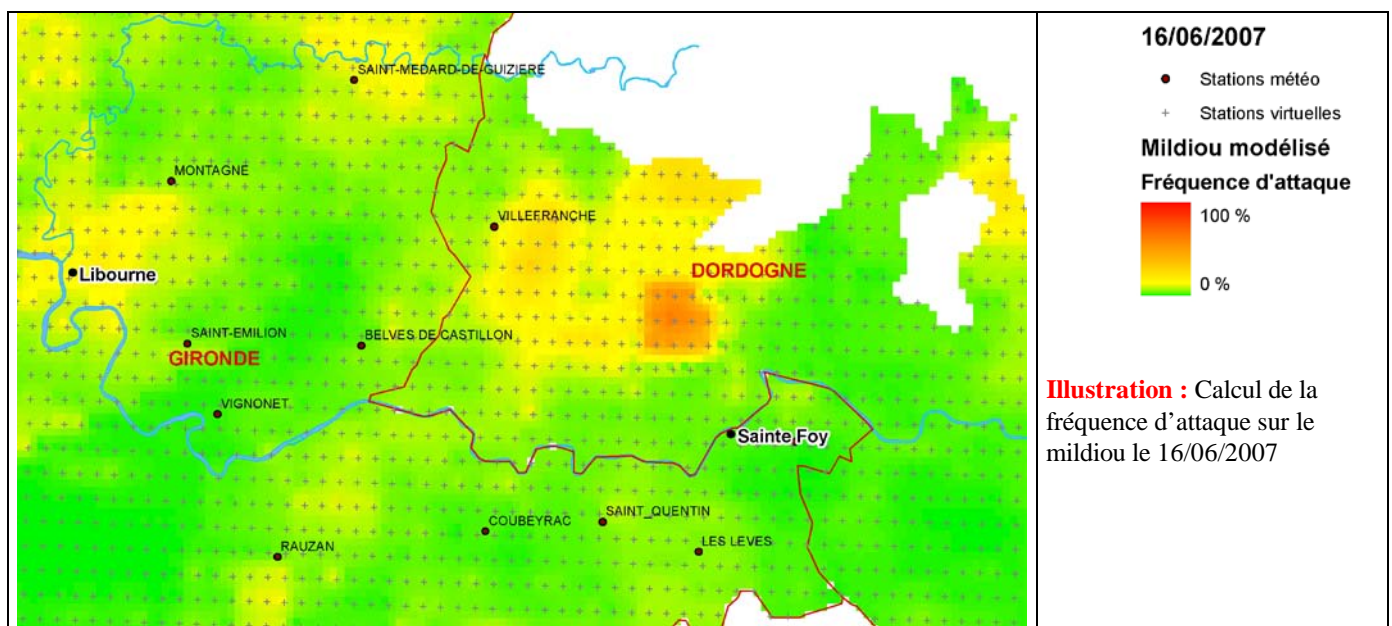 SAINT-MEDARD-DE-GUIZIERE
MONTAGNE
VILLEFRANCHE
DORDOGNE
Libourne
SAINT-EMILION
BELVES DE CASTILLON
GIRONDE
VIGNONET
Sainte Foy
SAINT_QUENTIN
COUBEYRAC
LES LEVES
RAUZAN
16/06/2007
Stations météo
Stations virtuelles
Mildiou modélisé
Fréquence d'attaque
100 %
0 %
Illustration : Calcul de la
fréquence d’attaque sur le
mildiou le 16/06/2007